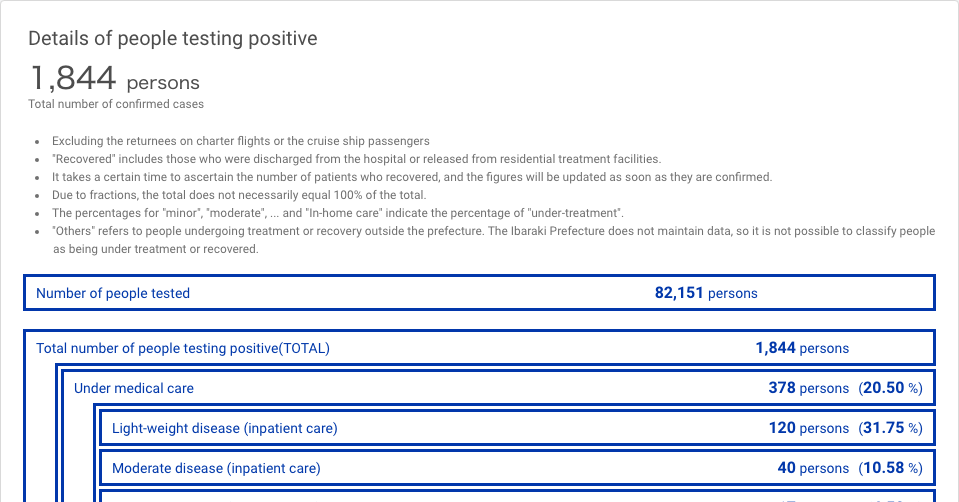 Details of people testing positive
1,844 persons
Total number of confirmed cases
Excluding the returnees on charter flights or the cruise ship passengers
"Recovered" includes those who were discharged from the hospital or released from residential treatment facilities.
It takes a certain time to ascertain the number of patients who recovered, and the figures will be updated as soon as they are confirmed.
Due to fractions, the total does not necessarily equal 100% of the total.
The percentages for "minor", "moderate", ... and "In-home care" indicate the percentage of "under-treatment".
"Others" refers to people undergoing treatment or recovery outside the prefecture. The Ibaraki Prefecture does not maintain data, so it is not possible to classify people
as being under treatment or recovered.
Number of people tested 82,151 persons
Total number of people testing positive(TOTAL) 1,844 persons
Under medical care 378 persons (20.50 %)
Light-weight disease (inpatient care) 120 persons (31.75 %)
Moderate disease (inpatient care) 40 persons (10.58 %)